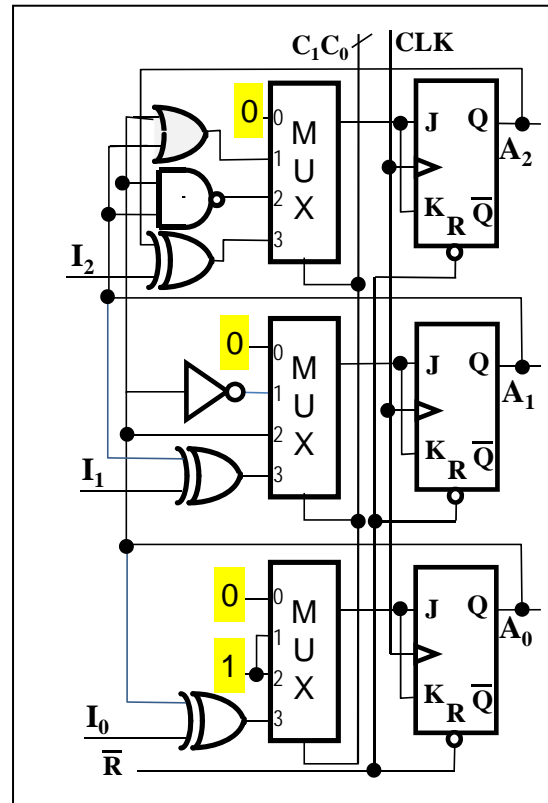 C₁C₀ CLK
0 0 M U X 1 2 3
J Q A₂
K R Q̅
I₂
0 0 M U X 1 2 3
J Q A₁
K R Q̅
I₁
0 0 M U X 1 2 3
1
J Q A₀
K R Q̅
I₀
R̅